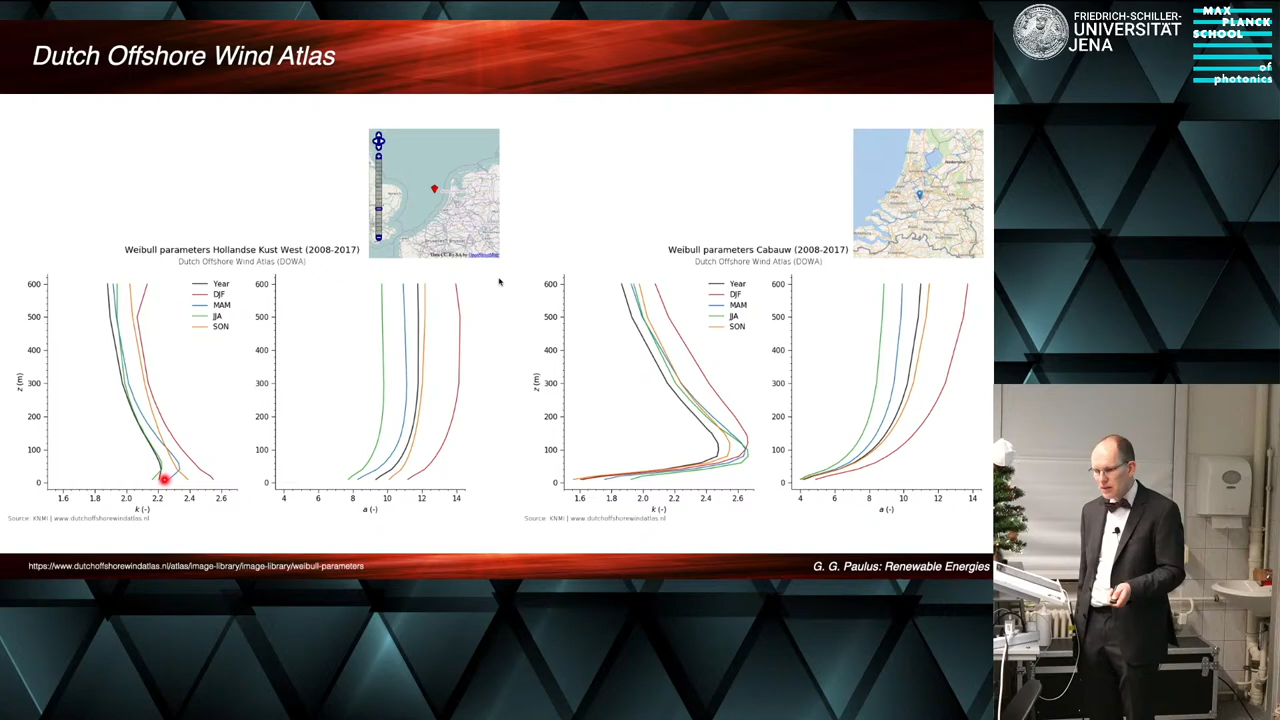 Dutch Offshore Wind Atlas
FRIEDRICH-SCHILLER-
UNIVERSITÄT
JENA
MAX
PLANCK
SCHOOL
of
photonics
Weibull parameters Hollandse Kust West (2008-2017)
Dutch Offshore Wind Atlas (DOWA)
600
500
400
300
200
100
0
z (m)
1.6 1.8 2.0 2.2 2.4 2.6
k (-)
Year
DJF
MAM
JJA
SON
600
500
400
300
200
100
0
4 6 8 10 12 14
a (-)
Source: KNMI | www.dutchoffshorewindatlas.nl
Weibull parameters Cabauw (2008-2017)
Dutch Offshore Wind Atlas (DOWA)
600
500
400
300
200
100
0
z (m)
1.6 1.8 2.0 2.2 2.4 2.6
k (-)
Year
DJF
MAM
JJA
SON
600
500
400
300
200
100
0
4 6 8 10 12 14
a (-)
Source: KNMI | www.dutchoffshorewindatlas.nl
https://www.dutchoffshorewindatlas.nl/atlas/image-library/image-library/weibull-parameters
G. G. Paulus: Renewable Energies